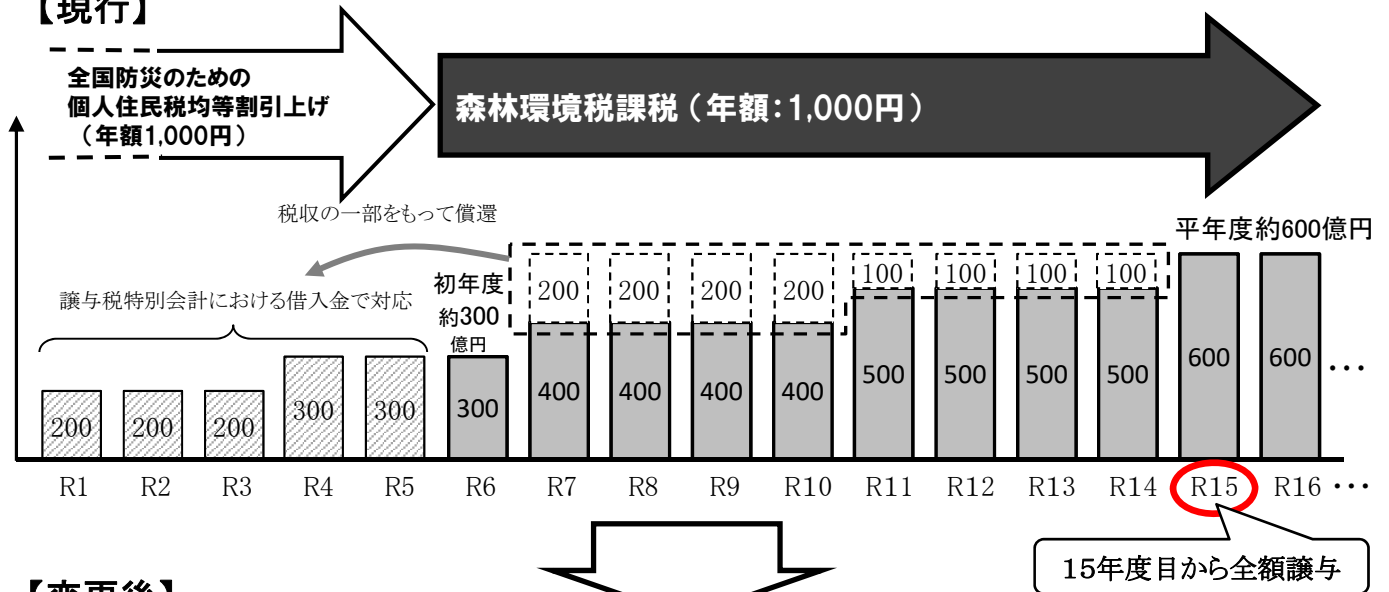 【現行】
全国防災のための
個人住民税均等割引上げ
（年額1,000円）
森林環境税課税（年額：1,000円）
税収の一部をもって償還
平年度約600億円
譲与税特別会計における借入金で対応
初年度
約300
億円
200 200 200 200 100 100 100 100
200 200 200 300 300 300 400 400 400 400 500 500 500 500 600 600 ・・・
R1 R2 R3 R4 R5 R6 R7 R8 R9 R10 R11 R12 R13 R14 R15 R16 ・・・
15年度目から全額譲与
【変更後】